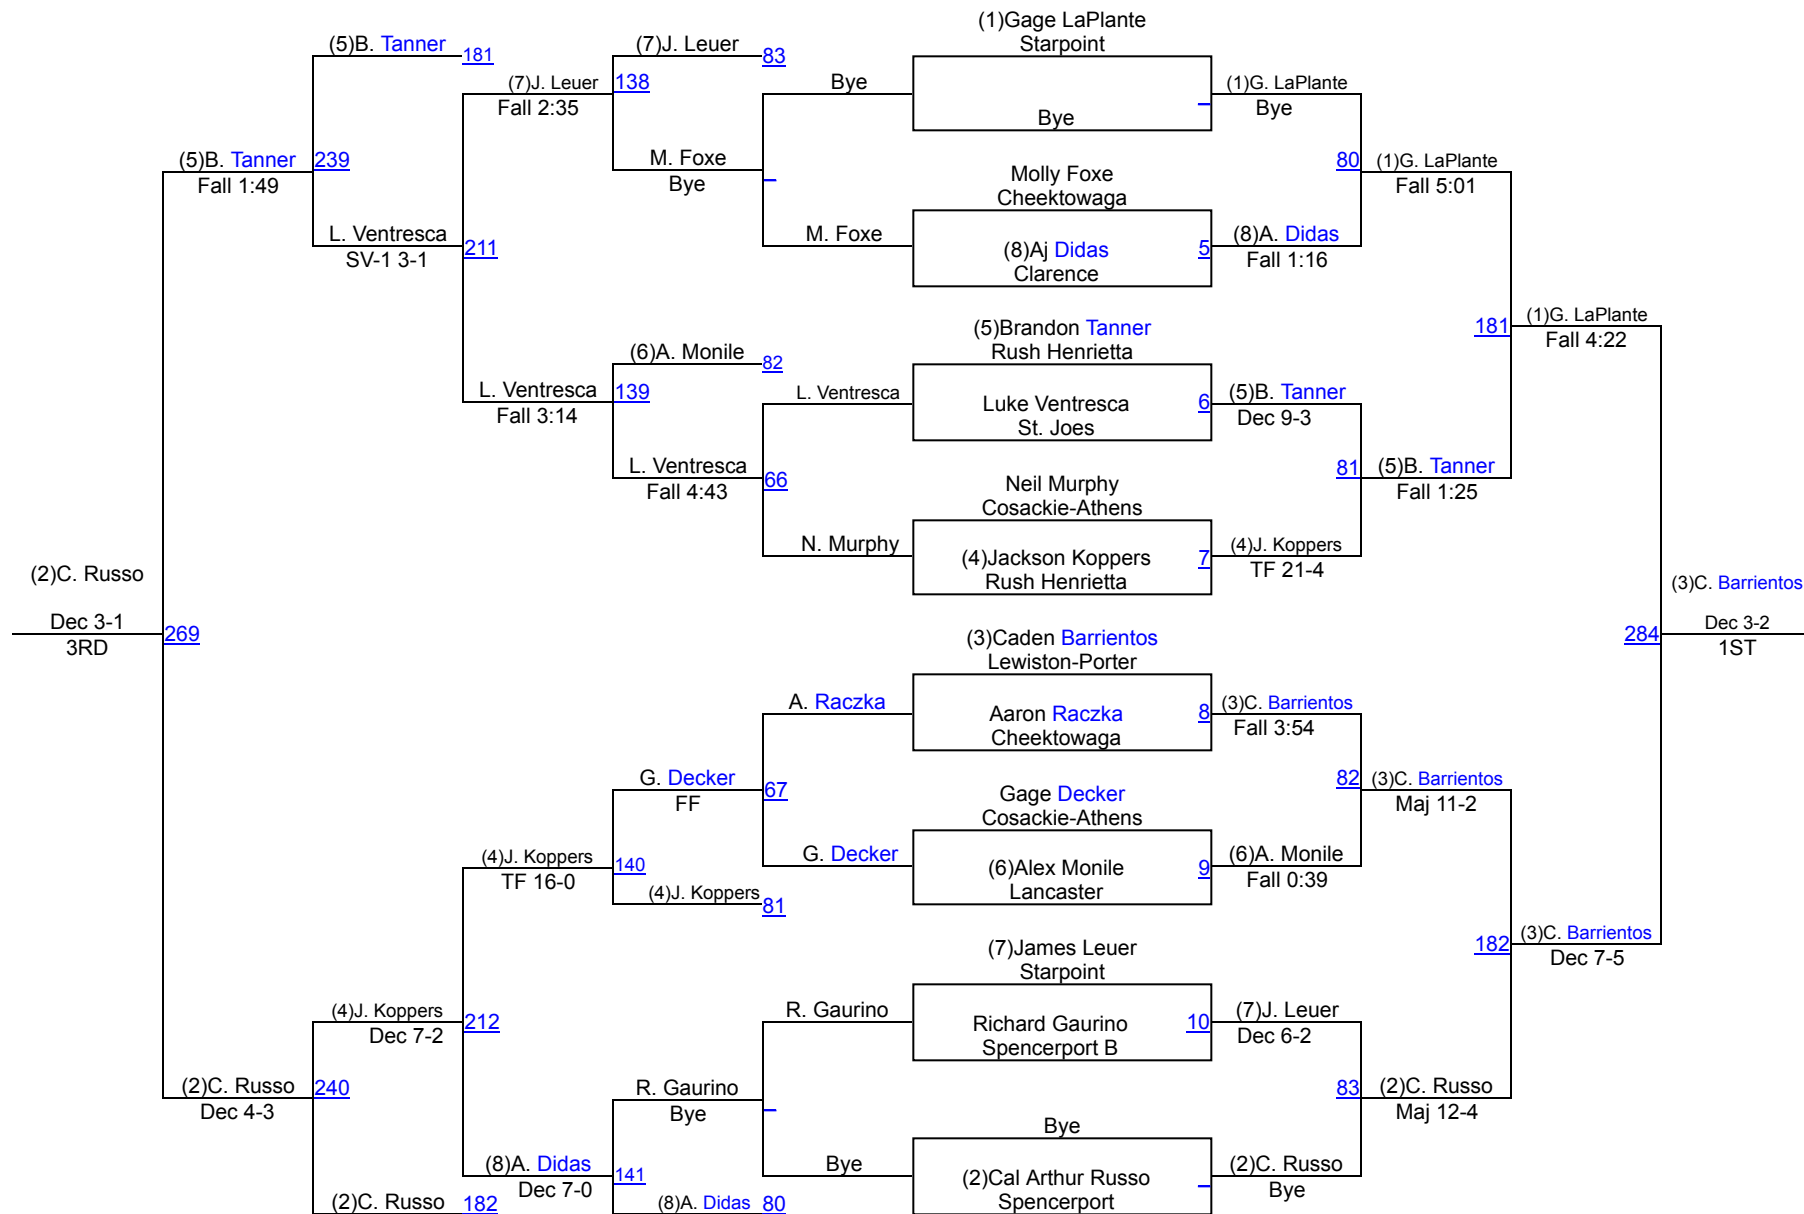 (1)Gage LaPlante
Starpoint
(5)B. Tanner
181
(7)J. Leuer
83
(7)J. Leuer
138
Fall 2:35
Bye
Bye
(1)G. LaPlante
Bye
(5)B. Tanner
239
Fall 1:49
M. Foxe
Bye
Molly Foxe
Cheektowaga
80
(1)G. LaPlante
Fall 5:01
L. Ventresca
SV-1 3-1
211
M. Foxe
(8)Aj Didas
Clarence
5
(8)A. Didas
Fall 1:16
(5)Brandon Tanner
Rush Henrietta
181
(1)G. LaPlante
Fall 4:22
(6)A. Monile
82
L. Ventresca
Fall 3:14
139
L. Ventresca
Luke Ventresca
St. Joes
6
(5)B. Tanner
Dec 9-3
L. Ventresca
Fall 4:43
66
Neil Murphy
Cosackie-Athens
81
(5)B. Tanner
Fall 1:25
N. Murphy
(4)Jackson Koppers
Rush Henrietta
7
(4)J. Koppers
TF 21-4
(2)C. Russo
Dec 3-1
3RD
269
(3)C. Barrientos
284
Dec 3-2
1ST
(3)Caden Barrientos
Lewiston-Porter
A. Raczka
Aaron Raczka
Cheektowaga
8
(3)C. Barrientos
Fall 3:54
G. Decker
FF
67
Gage Decker
Cosackie-Athens
82
(3)C. Barrientos
Maj 11-2
(4)J. Koppers
TF 16-0
140
G. Decker
(6)Alex Monile
Lancaster
9
(6)A. Monile
Fall 0:39
(4)J. Koppers
81
(7)James Leuer
Starpoint
182
(3)C. Barrientos
Dec 7-5
(4)J. Koppers
Dec 7-2
212
R. Gaurino
Richard Gaurino
Spencerport B
10
(7)J. Leuer
Dec 6-2
(2)C. Russo
Dec 4-3
240
R. Gaurino
Bye
Bye
83
(2)C. Russo
Maj 12-4
(8)A. Didas
Dec 7-0
141
Bye
(2)Cal Arthur Russo
Spencerport
(2)C. Russo
Bye
(2)C. Russo
182
(8)A. Didas
80